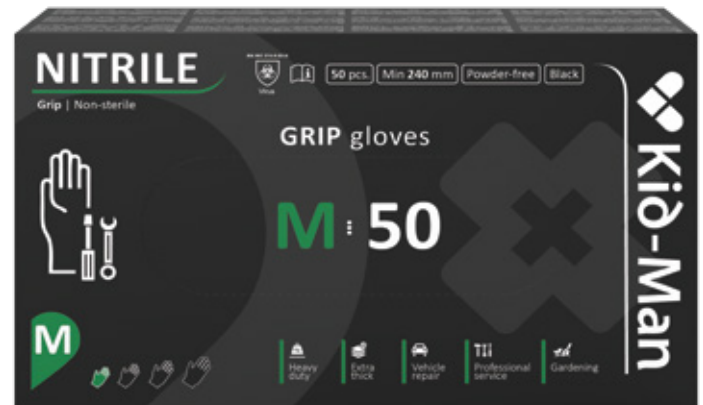 NITRILE
Grip | Non-sterile
Virus
50 pcs.
Min 240 mm
Powder-free
Black
GRIP gloves
M : 50
Kið-Man
M
Heavy
duty
Extra
thick
Vehicle
repair
Professional
service
Gardening